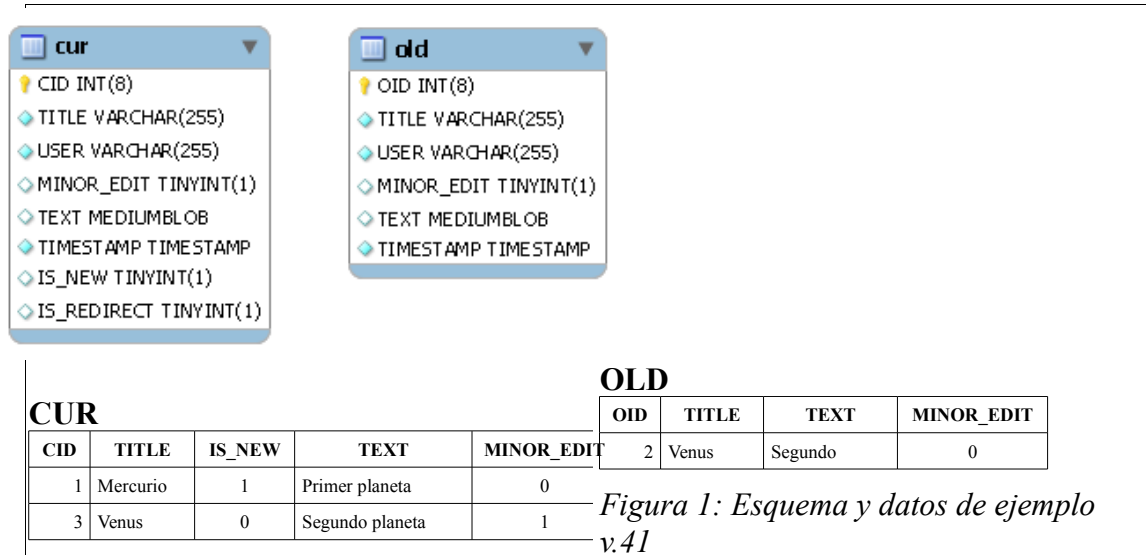 cur
CID INT(8)
TITLE VARCHAR(255)
USER VARCHAR(255)
MINOR_EDIT TINYINT(1)
TEXT MEDIUMBLOB
TIMESTAMP TIMESTAMP
IS_NEW TINYINT(1)
IS_REDIRECT TINYINT(1)
old
OID INT(8)
TITLE VARCHAR(255)
USER VARCHAR(255)
MINOR_EDIT TINYINT(1)
TEXT MEDIUMBLOB
TIMESTAMP TIMESTAMP
CUR
CID TITLE IS_NEW TEXT MINOR_EDIT
1 Mercurio 1 Primer planeta 0
3 Venus 0 Segundo planeta 1
OLD
OID TITLE TEXT MINOR_EDIT
2 Venus Segundo 0
Figura 1: Esquema y datos de ejemplo
v.41